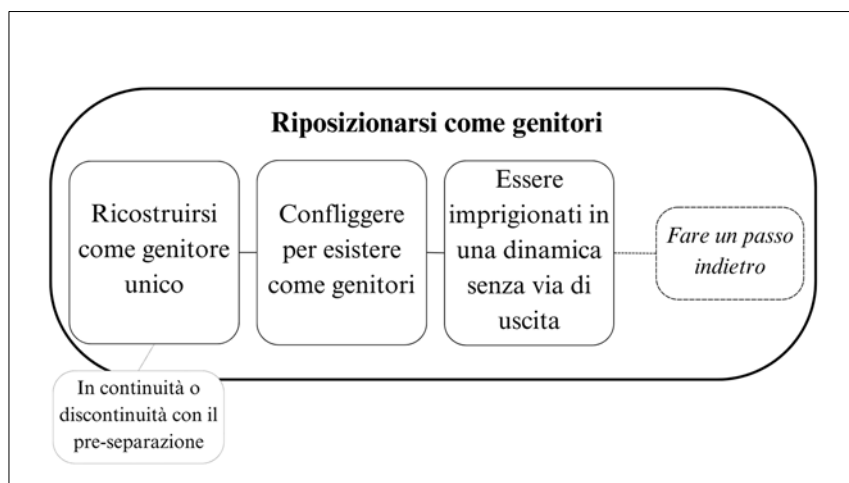 Riposizionarsi come genitori
Ricostruirsi
come genitore
unico
Confliggere
per esistere
come genitori
Essere
imprigionati in
una dinamica
senza via di
uscita
Fare un passo
indietro
In continuità o
discontinuità con il
pre-separazione